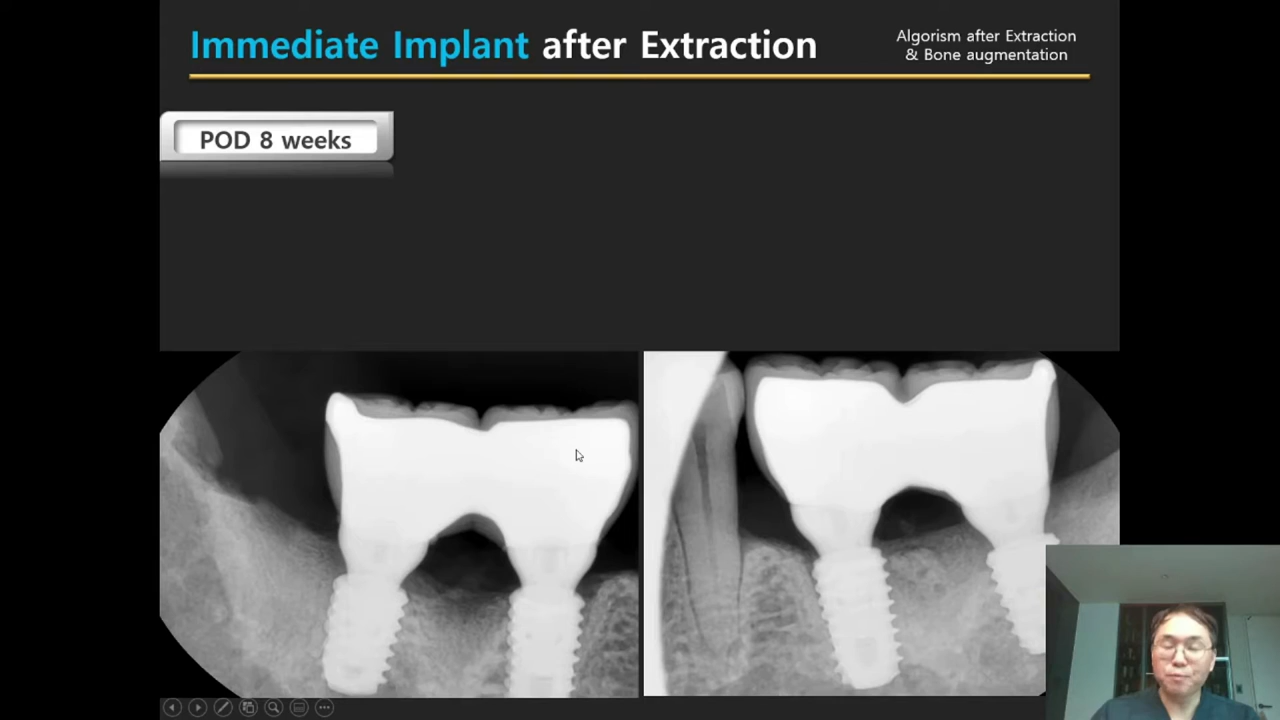 Immediate Implant after Extraction
Algorism after Extraction
& Bone augmentation
POD 8 weeks